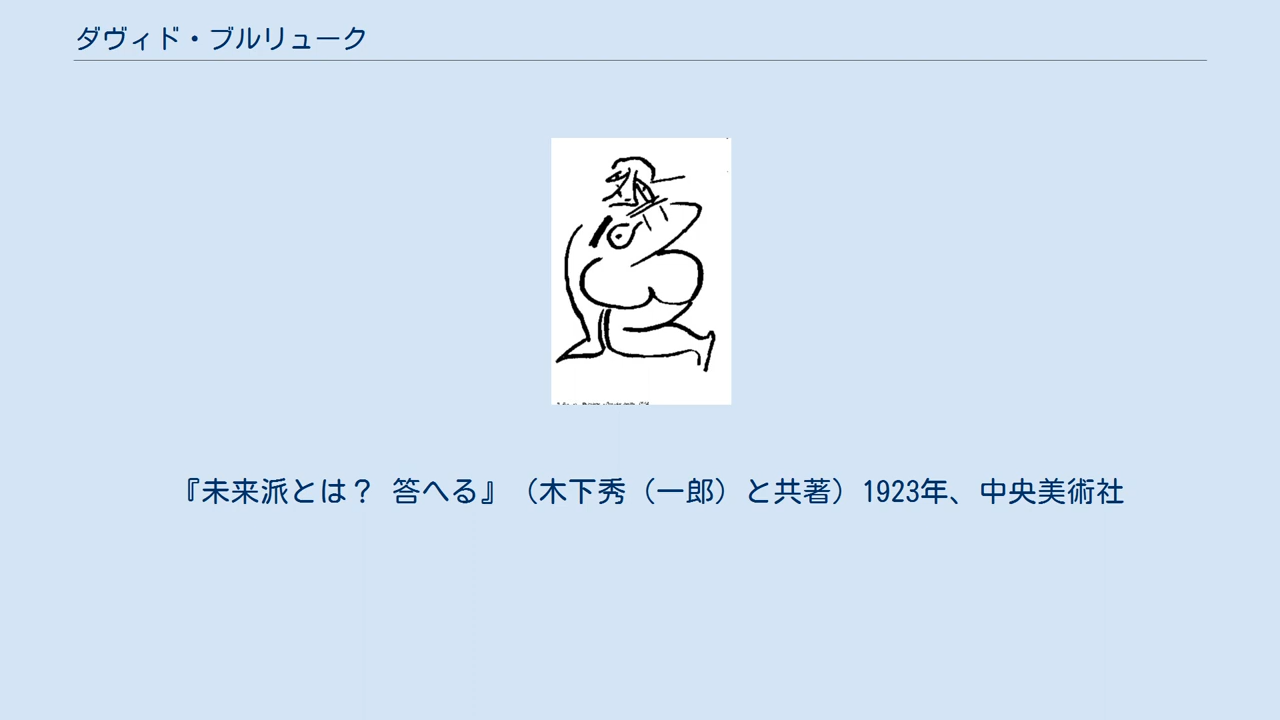 ダヴィド・ブルリューク
『未来派とは？ 答へる』（木下秀（一郎）と共著）1923年、中央美術社